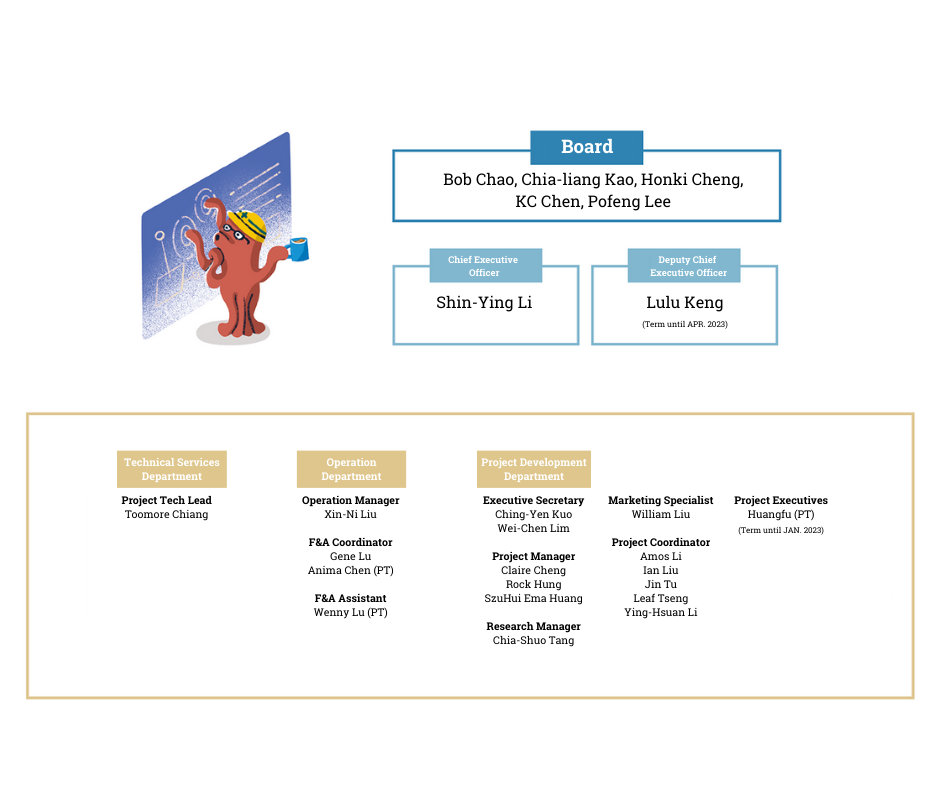 Board
Bob Chao, Chia-liang Kao, Honki Cheng,
KC Chen, Pofeng Lee
Chief Executive
Officer
Shin-Ying Li
Deputy Chief
Executive Officer
Lulu Keng
(Term until APR. 2023)
Technical Services
Department
Project Tech Lead
Toomore Chiang
Operation
Department
Operation Manager
Xin-Ni Liu
F&A Coordinator
Gene Lu
Anima Chen (PT)
F&A Assistant
Wenny Lu (PT)
Project Development
Department
Executive Secretary
Ching-Yen Kuo
Wei-Chen Lim
Project Manager
Claire Cheng
Rock Hung
SzuHui Ema Huang
Research Manager
Chia-Shuo Tang
Marketing Specialist
William Liu
Project Coordinator
Amos Li
Ian Liu
Jin Tu
Leaf Tseng
Ying-Hsuan Li
Project Executives
Huangfu (PT)
(Term until JAN. 2023)